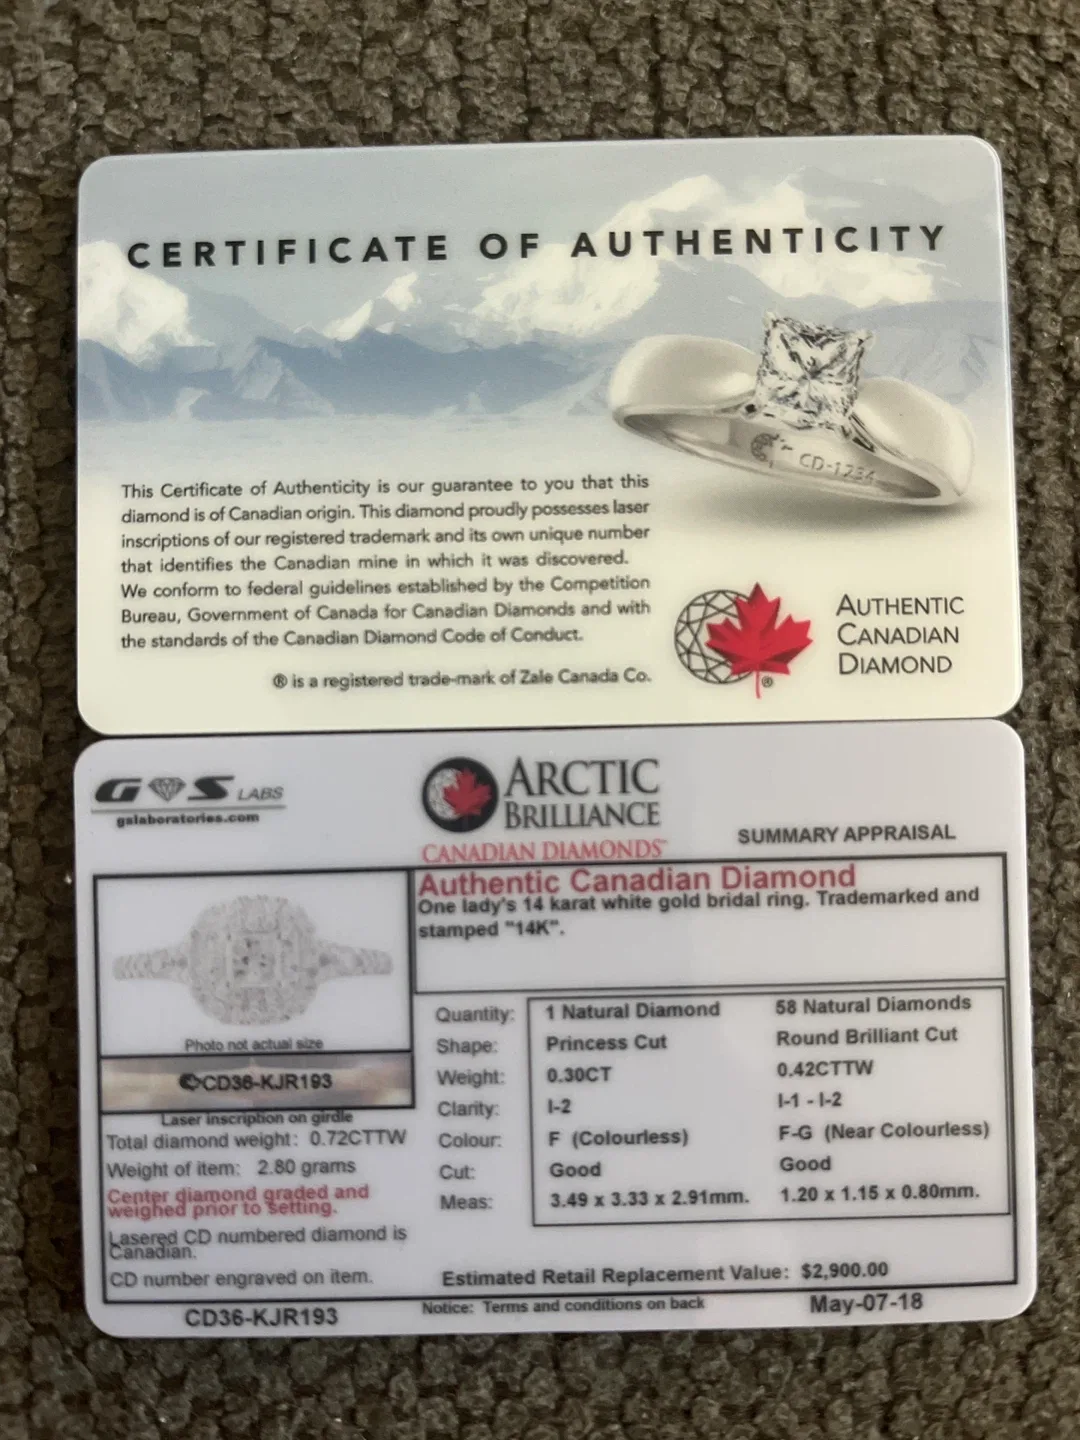 CERTIFICATE OF AUTHENTICITY
CD-1234
This Certificate of Authenticity is our guarantee to you that this
diamond is of Canadian origin. This diamond proudly possesses laser
inscriptions of our registered trademark and its own unique number
that identifies the Canadian mine in which it was discovered.
We conform to federal guidelines established by the Competition
Bureau, Government of Canada for Canadian Diamonds and with
the standards of the Canadian Diamond Code of Conduct.
® is a registered trade-mark of Zale Canada Co.
AUTHENTIC
CANADIAN
DIAMOND
®
GS LABS
gslaboratories.com
ARCTIC
BRILLIANCE
CANADIAN DIAMONDS™
SUMMARY APPRAISAL
Authentic Canadian Diamond
One lady's 14 karat white gold bridal ring. Trademarked and
stamped "14K".
Photo not actual size
CD36-KJR193
Laser inscription on girdle
Total diamond weight: 0.72CTTW
Weight of item: 2.80 grams
Center diamond graded and
weighed prior to setting.
Lasered CD numbered diamond is
Canadian.
CD number engraved on item.
Quantity: 1 Natural Diamond 58 Natural Diamonds
Shape: Princess Cut Round Brilliant Cut
Weight: 0.30CT 0.42CTTW
Clarity: I-2 I-1 - I-2
Colour: F (Colourless) F-G (Near Colourless)
Cut: Good Good
Meas: 3.49 x 3.33 x 2.91mm. 1.20 x 1.15 x 0.80mm.
Estimated Retail Replacement Value: $2,900.00
CD36-KJR193
Notice: Terms and conditions on back
May-07-18